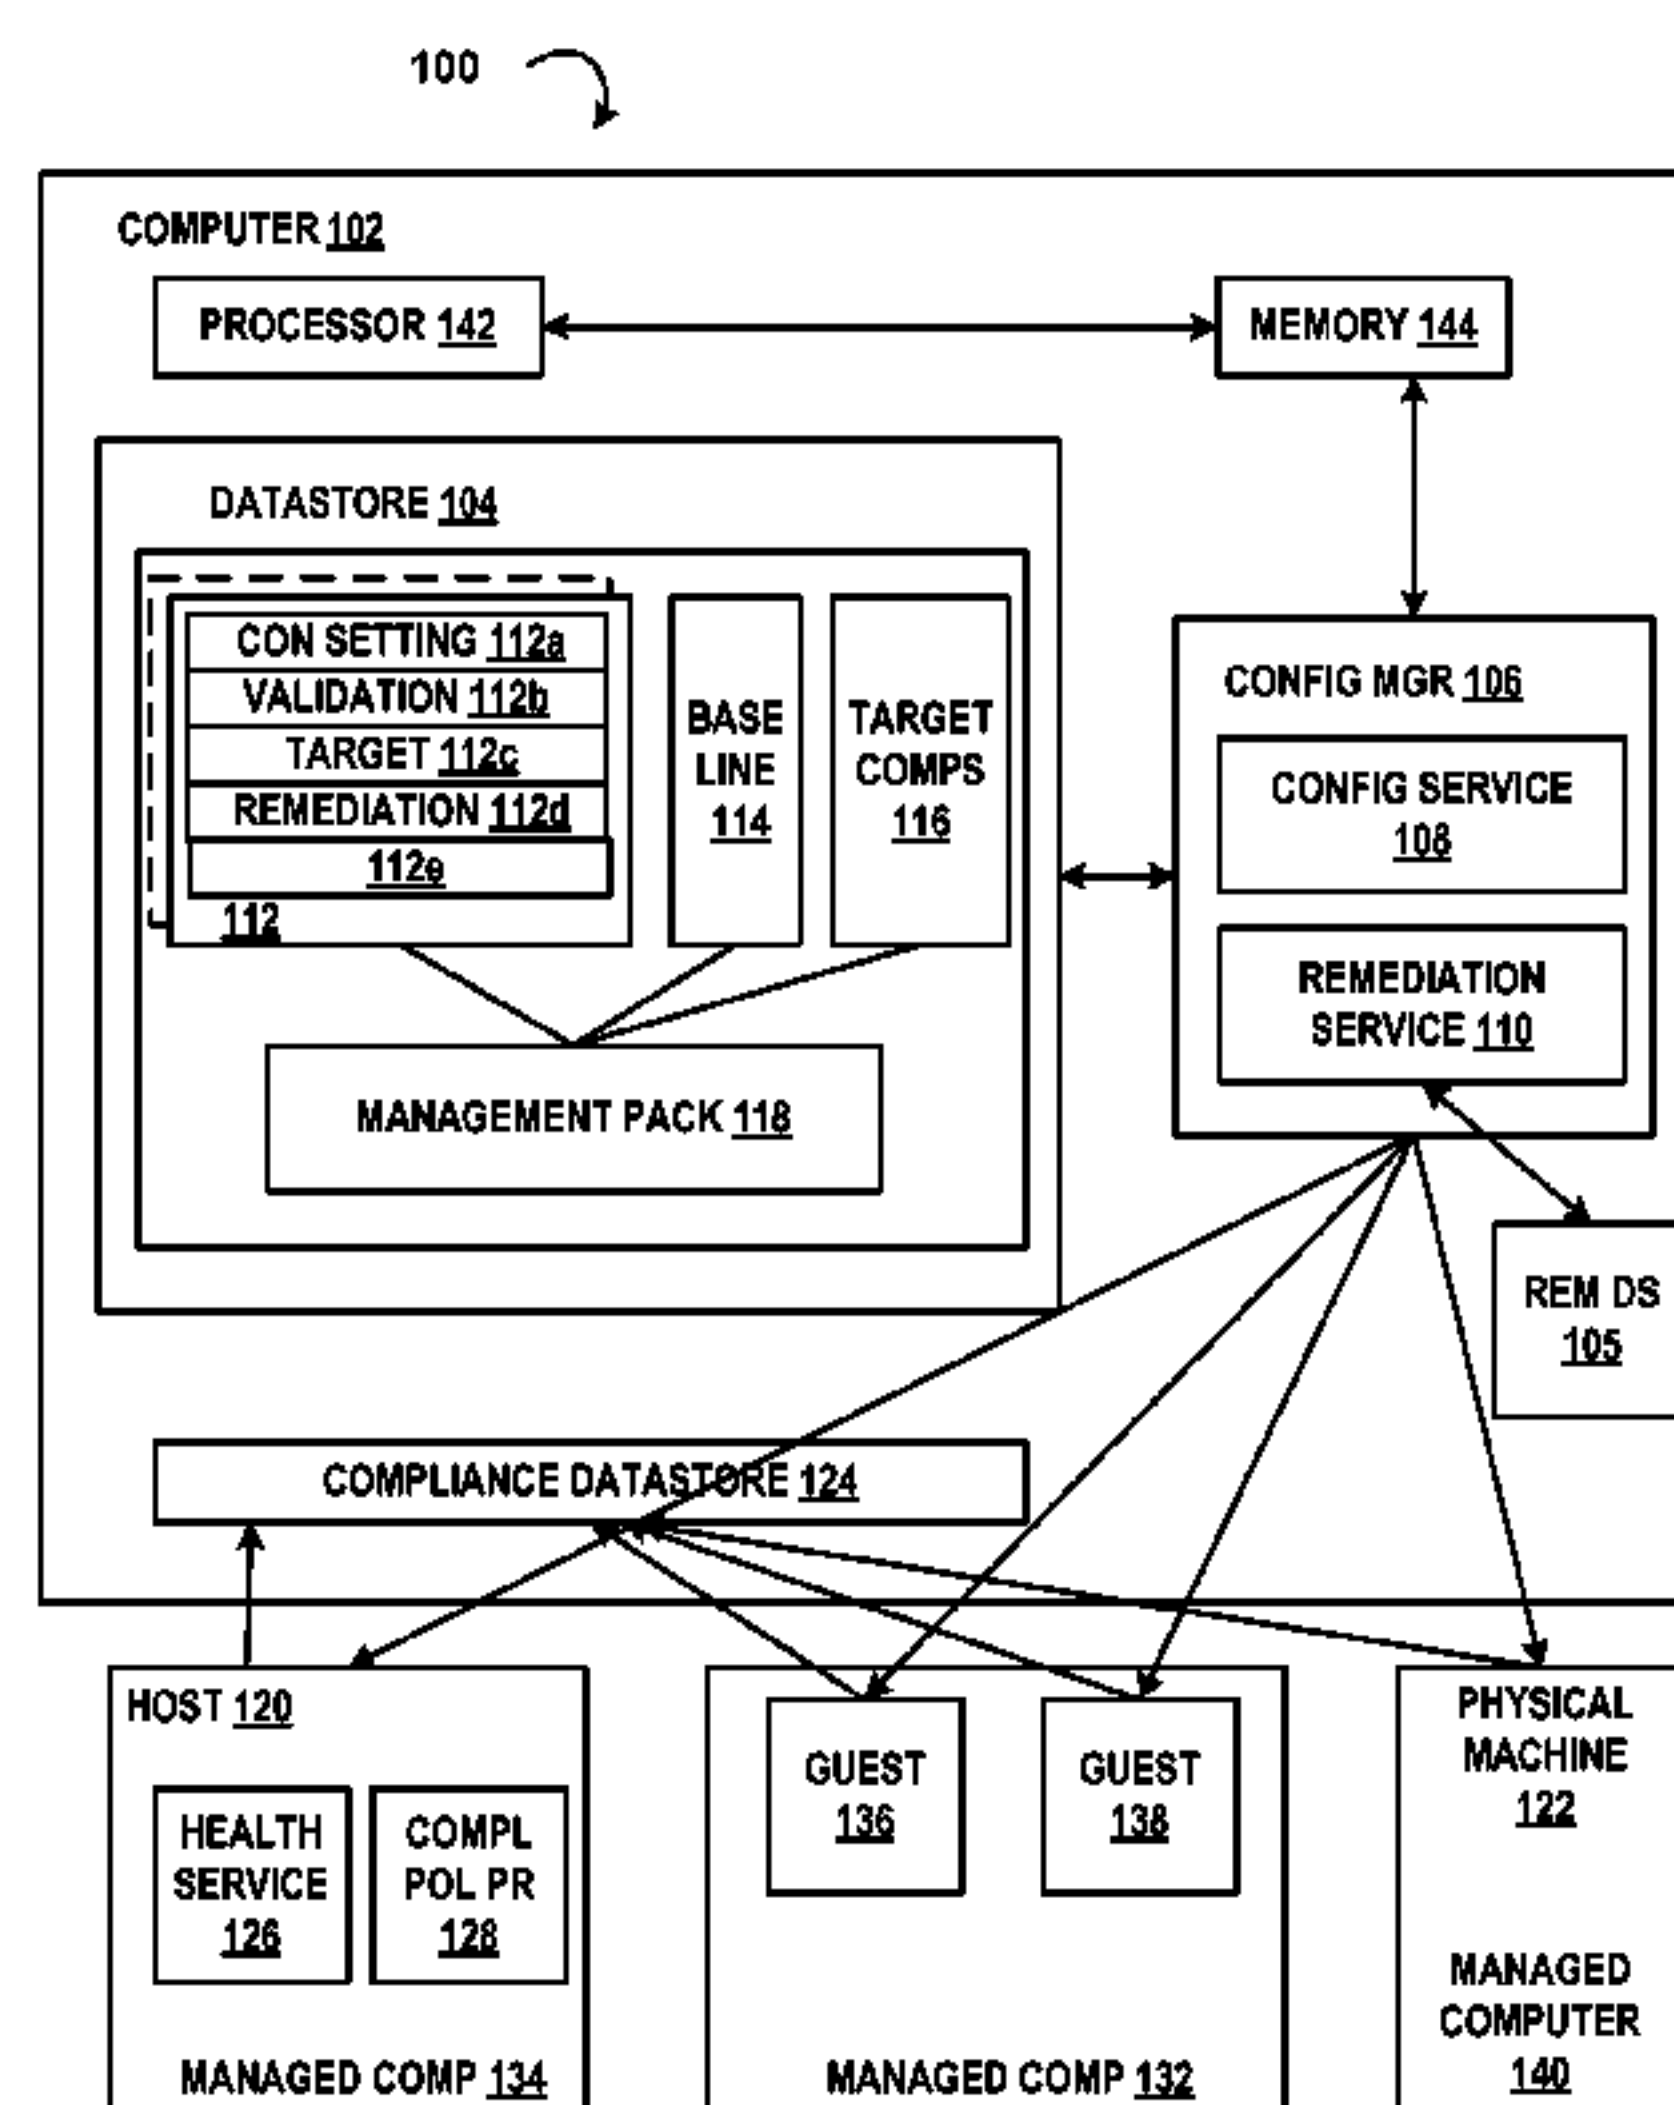 100
COMPUTER 102
PROCESSOR 142
MEMORY 144
DATASTORE 104
CON SETTING 112a
VALIDATION 112b
TARGET 112c
REMEDIATION 112d
112e
112
BASE
LINE
114
TARGET
COMPS
116
MANAGEMENT PACK 118
CONFIG MGR 106
CONFIG SERVICE
108
REMEDIATION
SERVICE 110
REM DS
105
COMPLIANCE DATASTORE 124
HOST 120
HEALTH
SERVICE
126
COMPL
POL PR
128
MANAGED COMP 134
GUEST
136
GUEST
138
MANAGED COMP 132
PHYSICAL
MACHINE
122
MANAGED
COMPUTER
140